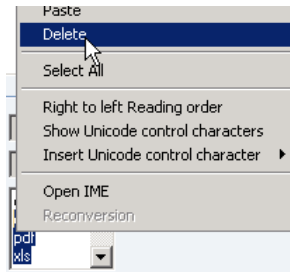 Paste
Delete
Select All
Right to left Reading order
Show Unicode control characters
Insert Unicode control character
Open IME
Reconversion
pdf
xls